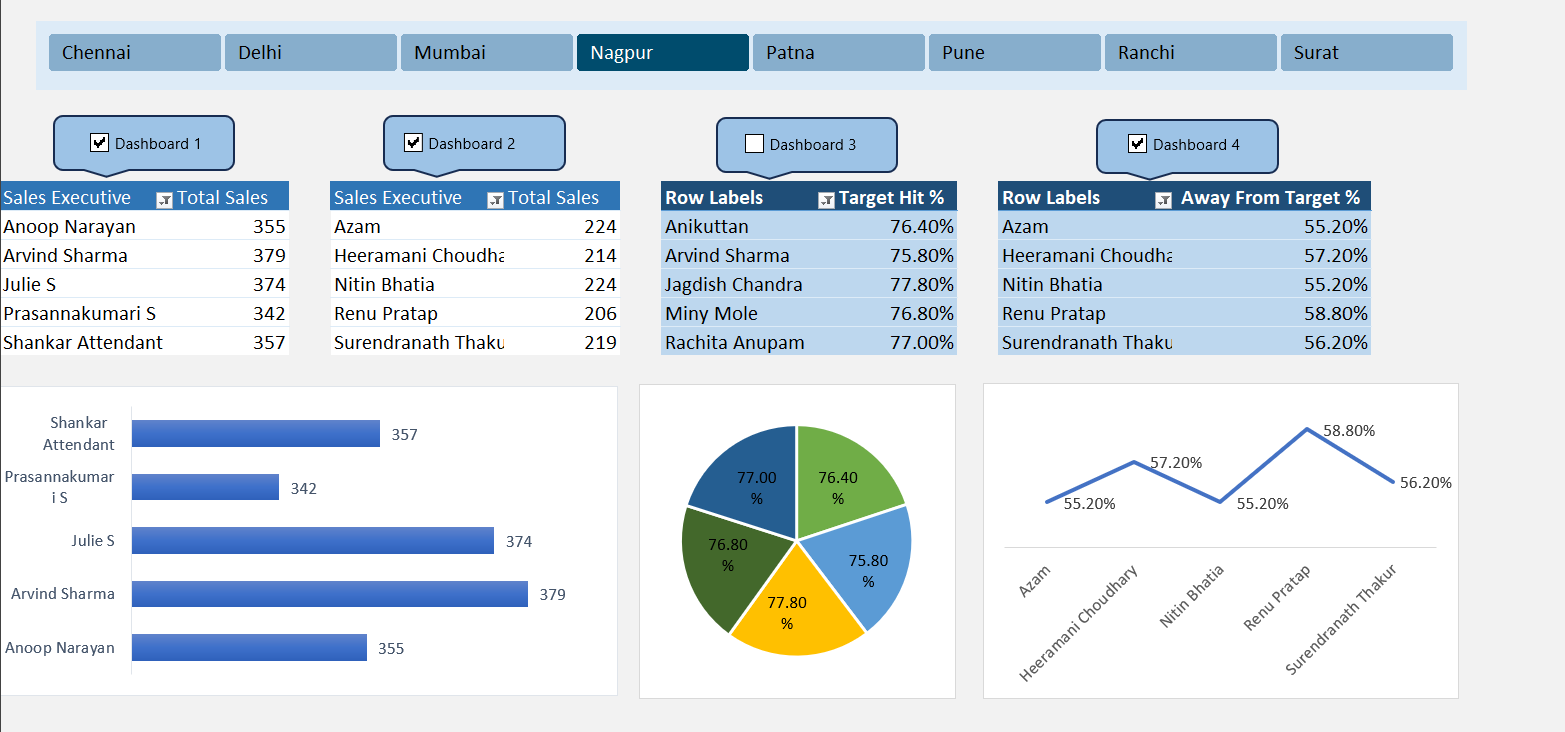 Chennai Delhi Mumbai Nagpur Patna Pune Ranchi Surat
Dashboard 1 Dashboard 2 Dashboard 3 Dashboard 4
Sales Executive Total Sales
Anoop Narayan 355
Arvind Sharma 379
Julie S 374
Prasannakumari S 342
Shankar Attendant 357
Sales Executive Total Sales
Azam 224
Heeramani Choudha
Nitin Bhatia 224
Renu Pratap 206
Surendranath Thaku 219
214
Row Labels Target Hit %
Anikuttan 76.40%
Arvind Sharma 75.80%
Jagdish Chandra 77.80%
Miny Mole 76.80%
Rachita Anupam 77.00%
Row Labels Away From Target %
Azam 55.20%
Heeramani Choudha 57.20%
Nitin Bhatia 55.20%
Renu Pratap 58.80%
Surendranath Thaku 56.20%
Shankar
Attendant
357
Prasannakumar
i S
342
Julie S 374
Arvind Sharma 379
Anoop Narayan 355
77.00
%
76.40
%
76.80
%
75.80
%
77.80
%
55.20%
57.20%
55.20%
58.80%
56.20%
Azam
Heeramani Choudhary
Nitin Bhatia
Renu Pratap
Surendranath Thakur